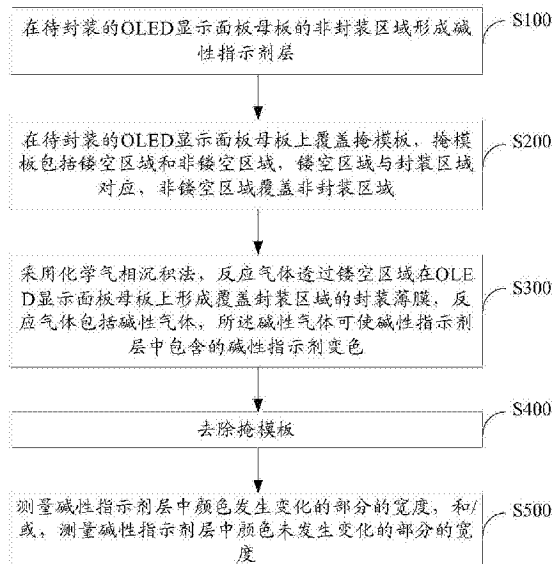 在待封装的OLED显示面板母板的非封装区域形成碱
性指示剂层
S100
在待封装的OLED显示面板母板上覆盖掩模板，掩模
板包括镂空区域和非镂空区域，镂空区域与封装区域
对应，非镂空区域覆盖非封装区域
S200
采用化学气相沉积法，反应气体透过镂空区域在OLE
D显示面板母板上形成覆盖封装区域的封装薄膜，反
应气体包括碱性气体，所述碱性气体可使碱性指示剂
层中包含的碱性指示剂变色
S300
去除掩模板
S400
测量碱性指示剂层中颜色发生变化的部分的宽度，和/
或，测量碱性指示剂层中颜色未发生变化的部分的宽
度
S500